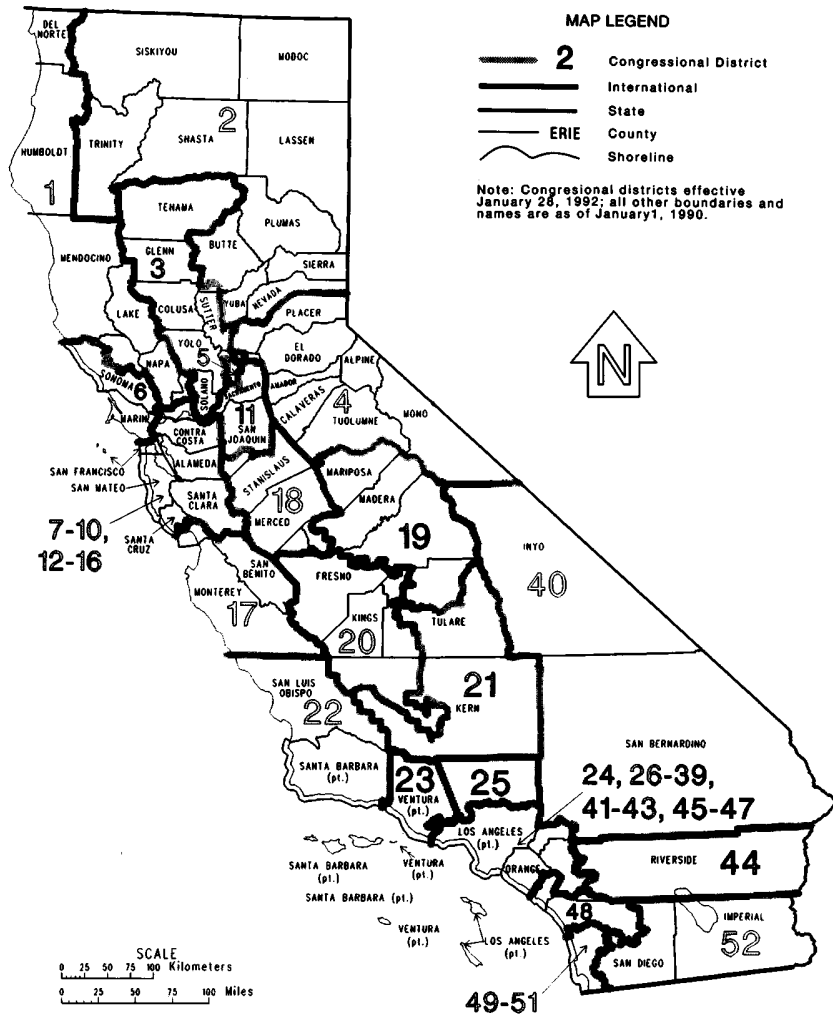 MAP LEGEND
2 Congressional District
International
State
ERIE County
Shoreline
Note: Congresional districts effective
January 28, 1992; all other boundaries and
names are as of January1, 1990.
DEL
NORTE
SISKIYOU
MODOC
HUMBOLDT
TRINITY
SHASTA
2
LASSEN
1
TEHAMA
PLUMAS
MENDOCINO
GLENN
3
BUTTE
SIERRA
LAKE
COLUSA
SUTTER
YUBA
NEVADA
PLACER
YOLO
5
EL
DORADO
ALPINE
SONOMA
6
NAPA
SOLANO
SACRAMENTO
AMADOR
MARIN
CONTRA
COSTA
11
SAN
JOAQUIN
CALAVERAS
4
TUOLUMNE
MONO
SAN FRANCISCO
ALAMEDA
SAN MATEO
SANTA
CLARA
STANISLAUS
18
MARIPOSA
MADERA
7-10,
12-16
SANTA
CRUZ
MERCED
19
INYO
40
SAN
BENITO
FRESNO
MONTEREY
17
KINGS
20
TULARE
SAN LUIS
OBISPO
22
21
KERN
SAN BERNARDINO
SANTA BARBARA
(pt.)
23
VENTURA
(pt.)
25
24, 26-39,
41-43, 45-47
LOS ANGELES
(pt.)
ORANGE
RIVERSIDE 44
SANTA BARBARA
(pt.)
VENTURA
(pt.)
SANTA BARBARA (pt.)
VENTURA
(pt.)
LOS ANGELES
(pt.)
48
IMPERIAL
52
SAN DIEGO
49-51
N
SCALE
0 25 50 75 100 Kilometers
0 50 100 Miles